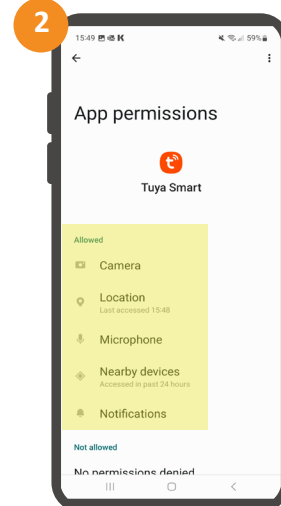 2
15:49 K 59%
App permissions
Tuya Smart
Allowed
Camera
Location
Last accessed 15:48
Microphone
Nearby devices
Accessed in past 24 hours
Notifications
Not allowed
No permissions denied